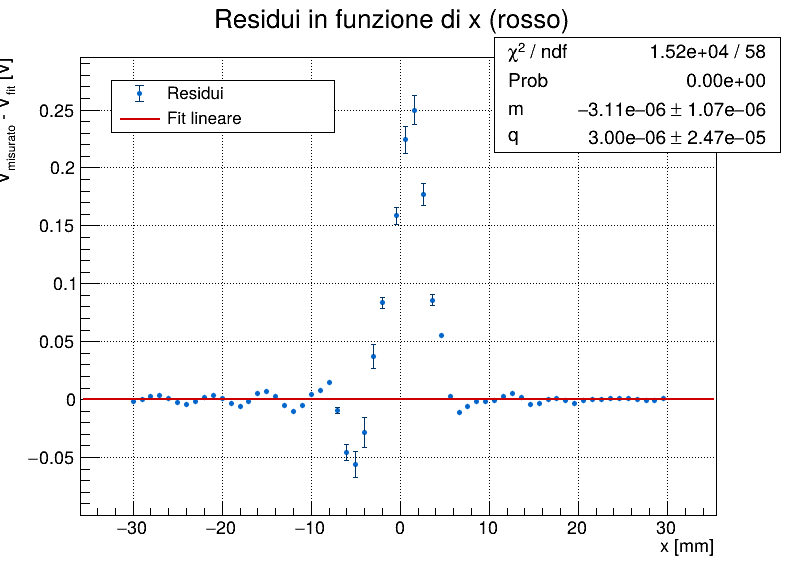 Residui in funzione di x (rosso)
χ² / ndf 1.52e+04 / 58
Prob 0.00e+00
m −3.11e−06 ± 1.07e−06
q 3.00e−06 ± 2.47e−05
Residui
Fit lineare
V_misurato - V_fit [V]
0.25
0.2
0.15
0.1
0.05
0
−0.05
−30 −20 −10 0 10 20 30
x [mm]